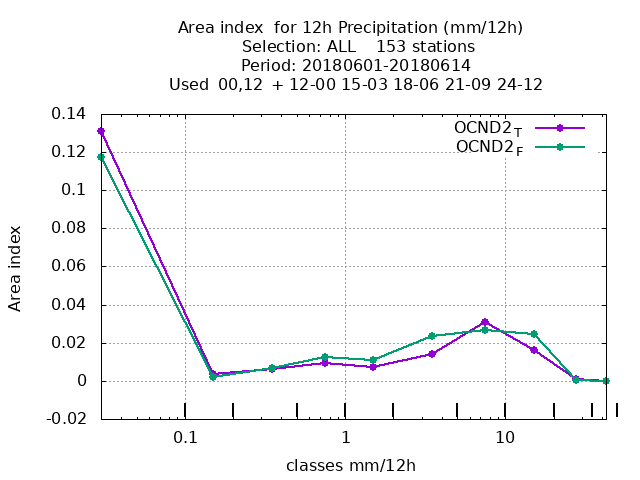 Area index  for 12h Precipitation (mm/12h)
Selection: ALL    153 stations
Period: 20180601-20180614
Used  00,12  + 12-00 15-03 18-06 21-09 24-12
OCND2_T
OCND2_F
0.14
0.12
0.1
0.08
0.06
0.04
0.02
0
-0.02
Area index
0.1 1 10
classes mm/12h